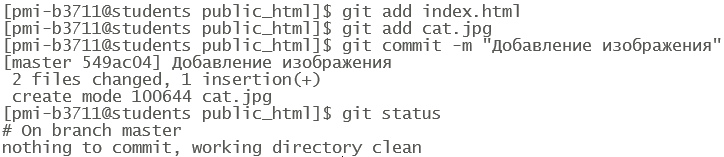 [pmi-b3711@students public_html]$ git add index.html
[pmi-b3711@students public_html]$ git add cat.jpg
[pmi-b3711@students public_html]$ git commit -m "Добавление изображения"
[master 549ac04] Добавление изображения
 2 files changed, 1 insertion(+)
 create mode 100644 cat.jpg
[pmi-b3711@students public_html]$ git status
# On branch master
nothing to commit, working directory clean